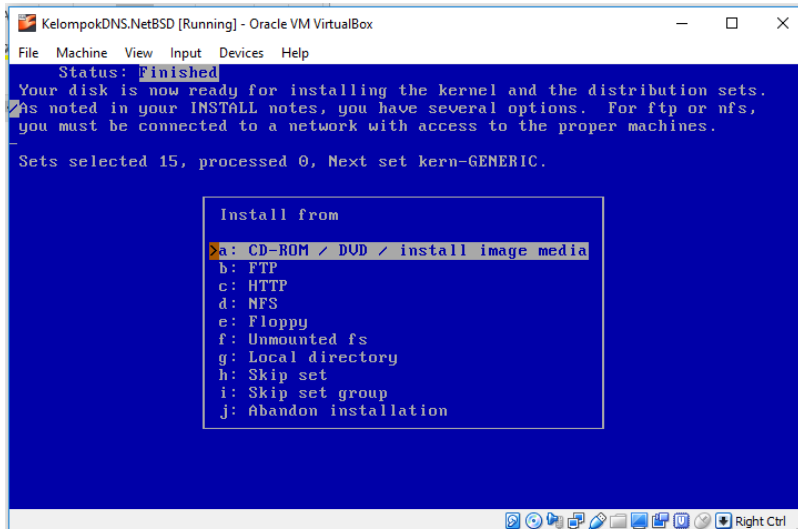 KelompokDNS.NetBSD [Running] - Oracle VM VirtualBox
File Machine View Input Devices Help
Status: Finished
Your disk is now ready for installing the kernel and the distribution sets.
As noted in your INSTALL notes, you have several options.  For ftp or nfs,
you must be connected to a network with access to the proper machines.
Sets selected 15, processed 0, Next set kern-GENERIC.
Install from
>a: CD-ROM / DVD / install image media
b: FTP
c: HTTP
d: NFS
e: Floppy
f: Unmounted fs
g: Local directory
h: Skip set
i: Skip set group
j: Abandon installation
Right Ctrl